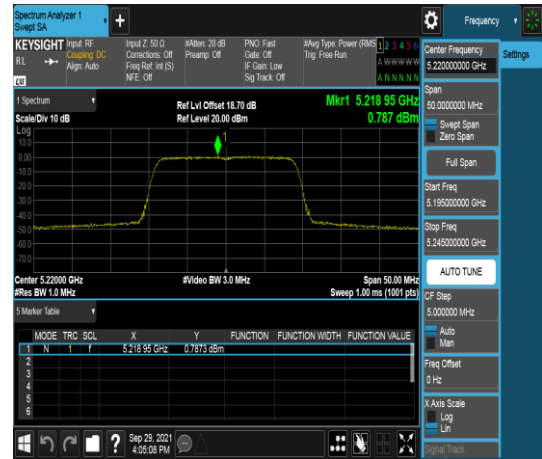 Spectrum Analyzer 1
Swept SA
+
Frequency
KEYSIGHT
RL
LXI
Input: RF
Coupling: DC
Align: Auto
Input Z: 50 Ω
Corrections: Off
Freq Ref: Int (S)
NFE: Off
#Atten: 20 dB
Preamp: Off
PNO: Fast
Gate: Off
IF Gain: Low
Sig Track: Off
#Avg Type: Power (RMS
Trig: Free Run
1 2 3 4 5 6
A W W W W W
A N N N N N
1 Spectrum
Scale/Div 10 dB
Ref Lvl Offset 18.70 dB
Ref Level 20.00 dBm
Mkr1 5.218 95 GHz
0.787 dBm
Log
1
10.0
0.00
-10.0
-20.0
-30.0
-40.0
-50.0
-60.0
-70.0
Center 5.22000 GHz
#Res BW 1.0 MHz
#Video BW 3.0 MHz
Span 50.00 MHz
Sweep 1.00 ms (1001 pts)
5 Marker Table
MODE TRC SCL X Y FUNCTION FUNCTION WIDTH FUNCTION VALUE
1 N 1 f 5.218 95 GHz 0.7873 dBm
2
3
4
5
6
Sep 29, 2021
4:05:08 PM
?
Center Frequency
5.220000000 GHz
Settings
Span
50.0000000 MHz
Swept Span
Zero Span
Full Span
Start Freq
5.195000000 GHz
Stop Freq
5.245000000 GHz
AUTO TUNE
CF Step
5.000000 MHz
Auto
Man
Freq Offset
0 Hz
X Axis Scale
Log
Lin
Signal Track